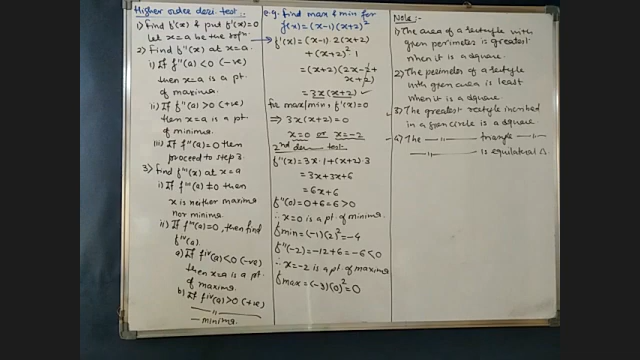 Higher order deri. test:-
1) find f'(x) & put f'(x)=0
let x=a be the
2) Find f''(x) at x=a.
i) If f''(a)<0 (-ve)
then x=a is a pt
of maxima.
ii) If f''(a)>0 (+ve)
then x=a is a pt of
minima.
iii) If f''(a)=0 then
proceed to step 3.
3) find f'''(x) at x=a
i) If f'''(a)≠0 then
x is neither maxima
nor minima.
ii) If f'''(a)=0, then find
f^iv(a).
a) If f^iv(a)<0 (-ve)
then x=a is a pt.
of maxima.
b) If f^iv(a)>0 (+ve)
—— " ——
— minima.
e.g. find max & min for
f(x)=(x-1)(x+2)²
f'(x)=(x-1)·2(x+2)
+(x+2)²·1
=(x+2)(2x-2+
x+2)
=3x(x+2)
for max/min, f'(x)=0
⇒ 3x(x+2)=0
x=0 or x=-2
2nd deri test:-
f''(x)=3x·1+(x+2)·3
=3x+3x+6
=6x+6
f''(0)=0+6=6>0
∴ x=0 is a pt. of minima.
fmin=(-1)(2)²=-4
f''(-2)=-12+6=-6<0
∴ x=-2 is a pt. of maxima
fmax=(-3)(0)²=0
Note:-
1) The area of a rectangle with
given perimeter is greatest
when it is a square.
2) The perimeter of a rectangle
with given area is least
when it is a square.
3) The greatest rectangle inscribed
in a given circle is a square.
4) The —— " —— triangle —— " ——
—— " —— is equilateral Δ.